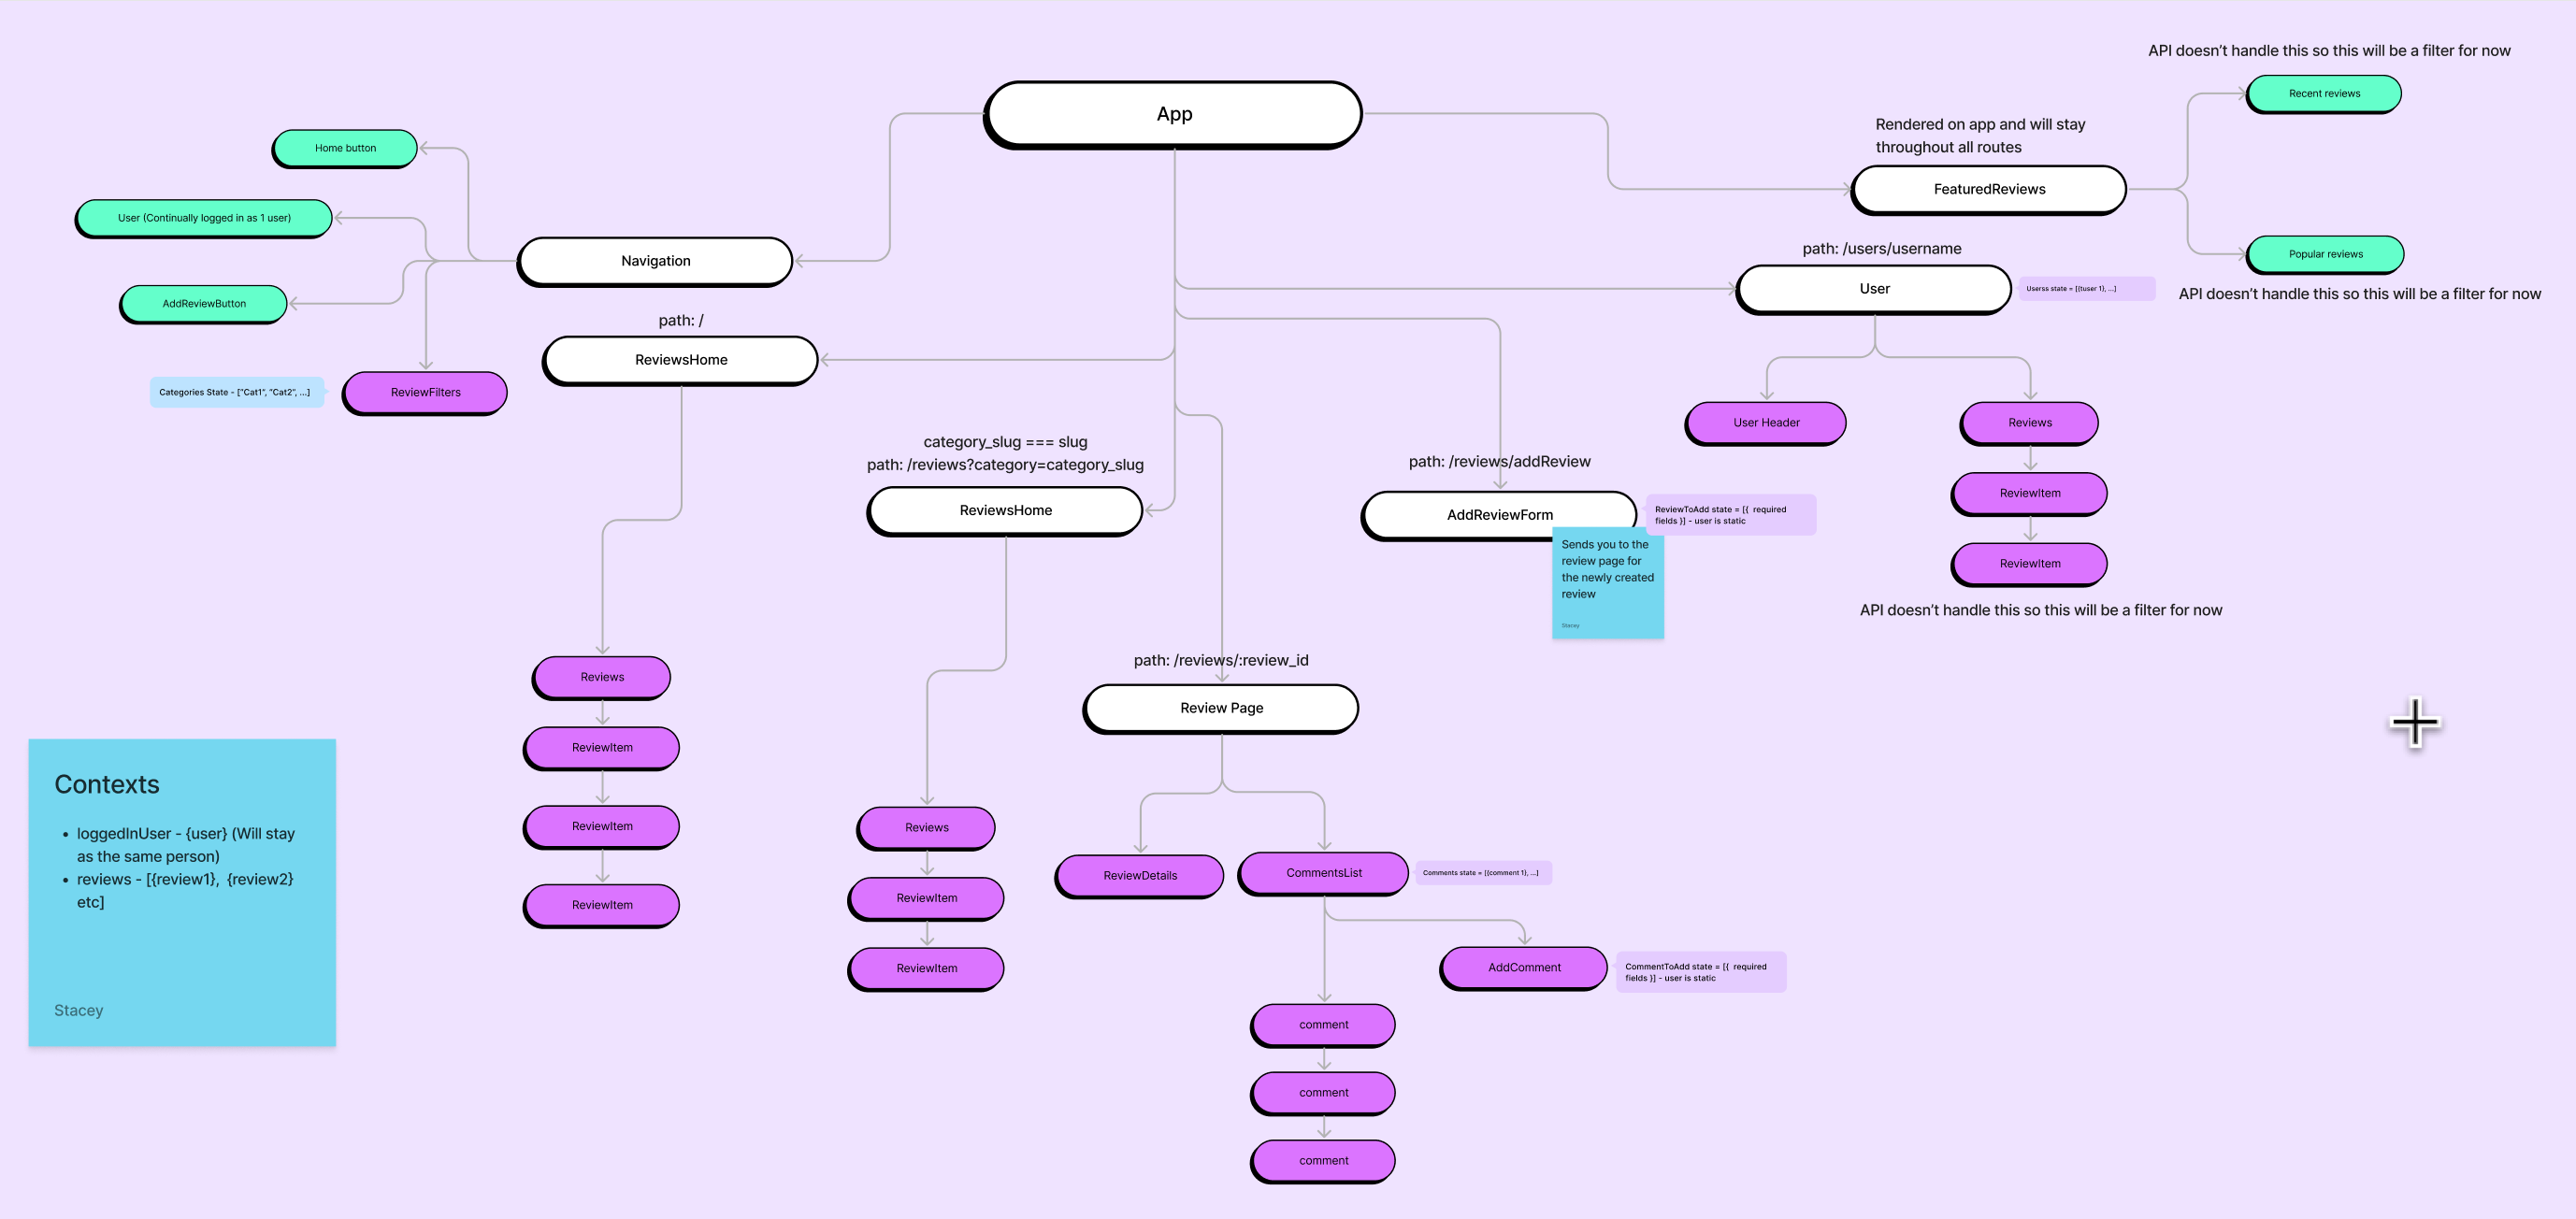 App
Navigation
Home button
User (Continually logged in as 1 user)
AddReviewButton
ReviewFilters
Categories State - ["Cat1", "Cat2", ...]
path: /
ReviewsHome
Reviews
ReviewItem
ReviewItem
ReviewItem
category_slug === slug
path: /reviews?category=category_slug
ReviewsHome
Reviews
ReviewItem
ReviewItem
path: /reviews/:review_id
Review Page
ReviewDetails
CommentsList
Comments state = [{comment 1}, ...]
AddComment
CommentToAdd state = [{ required
fields }] - user is static
comment
comment
comment
path: /reviews/addReview
AddReviewForm
ReviewToAdd state = [{ required
fields }] - user is static
Sends you to the
review page for
the newly created
review
Stacey
path: /users/username
User
Userss state = [{tuser 1}, ...]
User Header
Reviews
ReviewItem
ReviewItem
API doesn’t handle this so this will be a filter for now
Rendered on app and will stay
throughout all routes
FeaturedReviews
API doesn’t handle this so this will be a filter for now
Recent reviews
Popular reviews
API doesn’t handle this so this will be a filter for now
Contexts
• loggedInUser - {user} (Will stay
as the same person)
• reviews - [{review1}, {review2}
etc]
Stacey